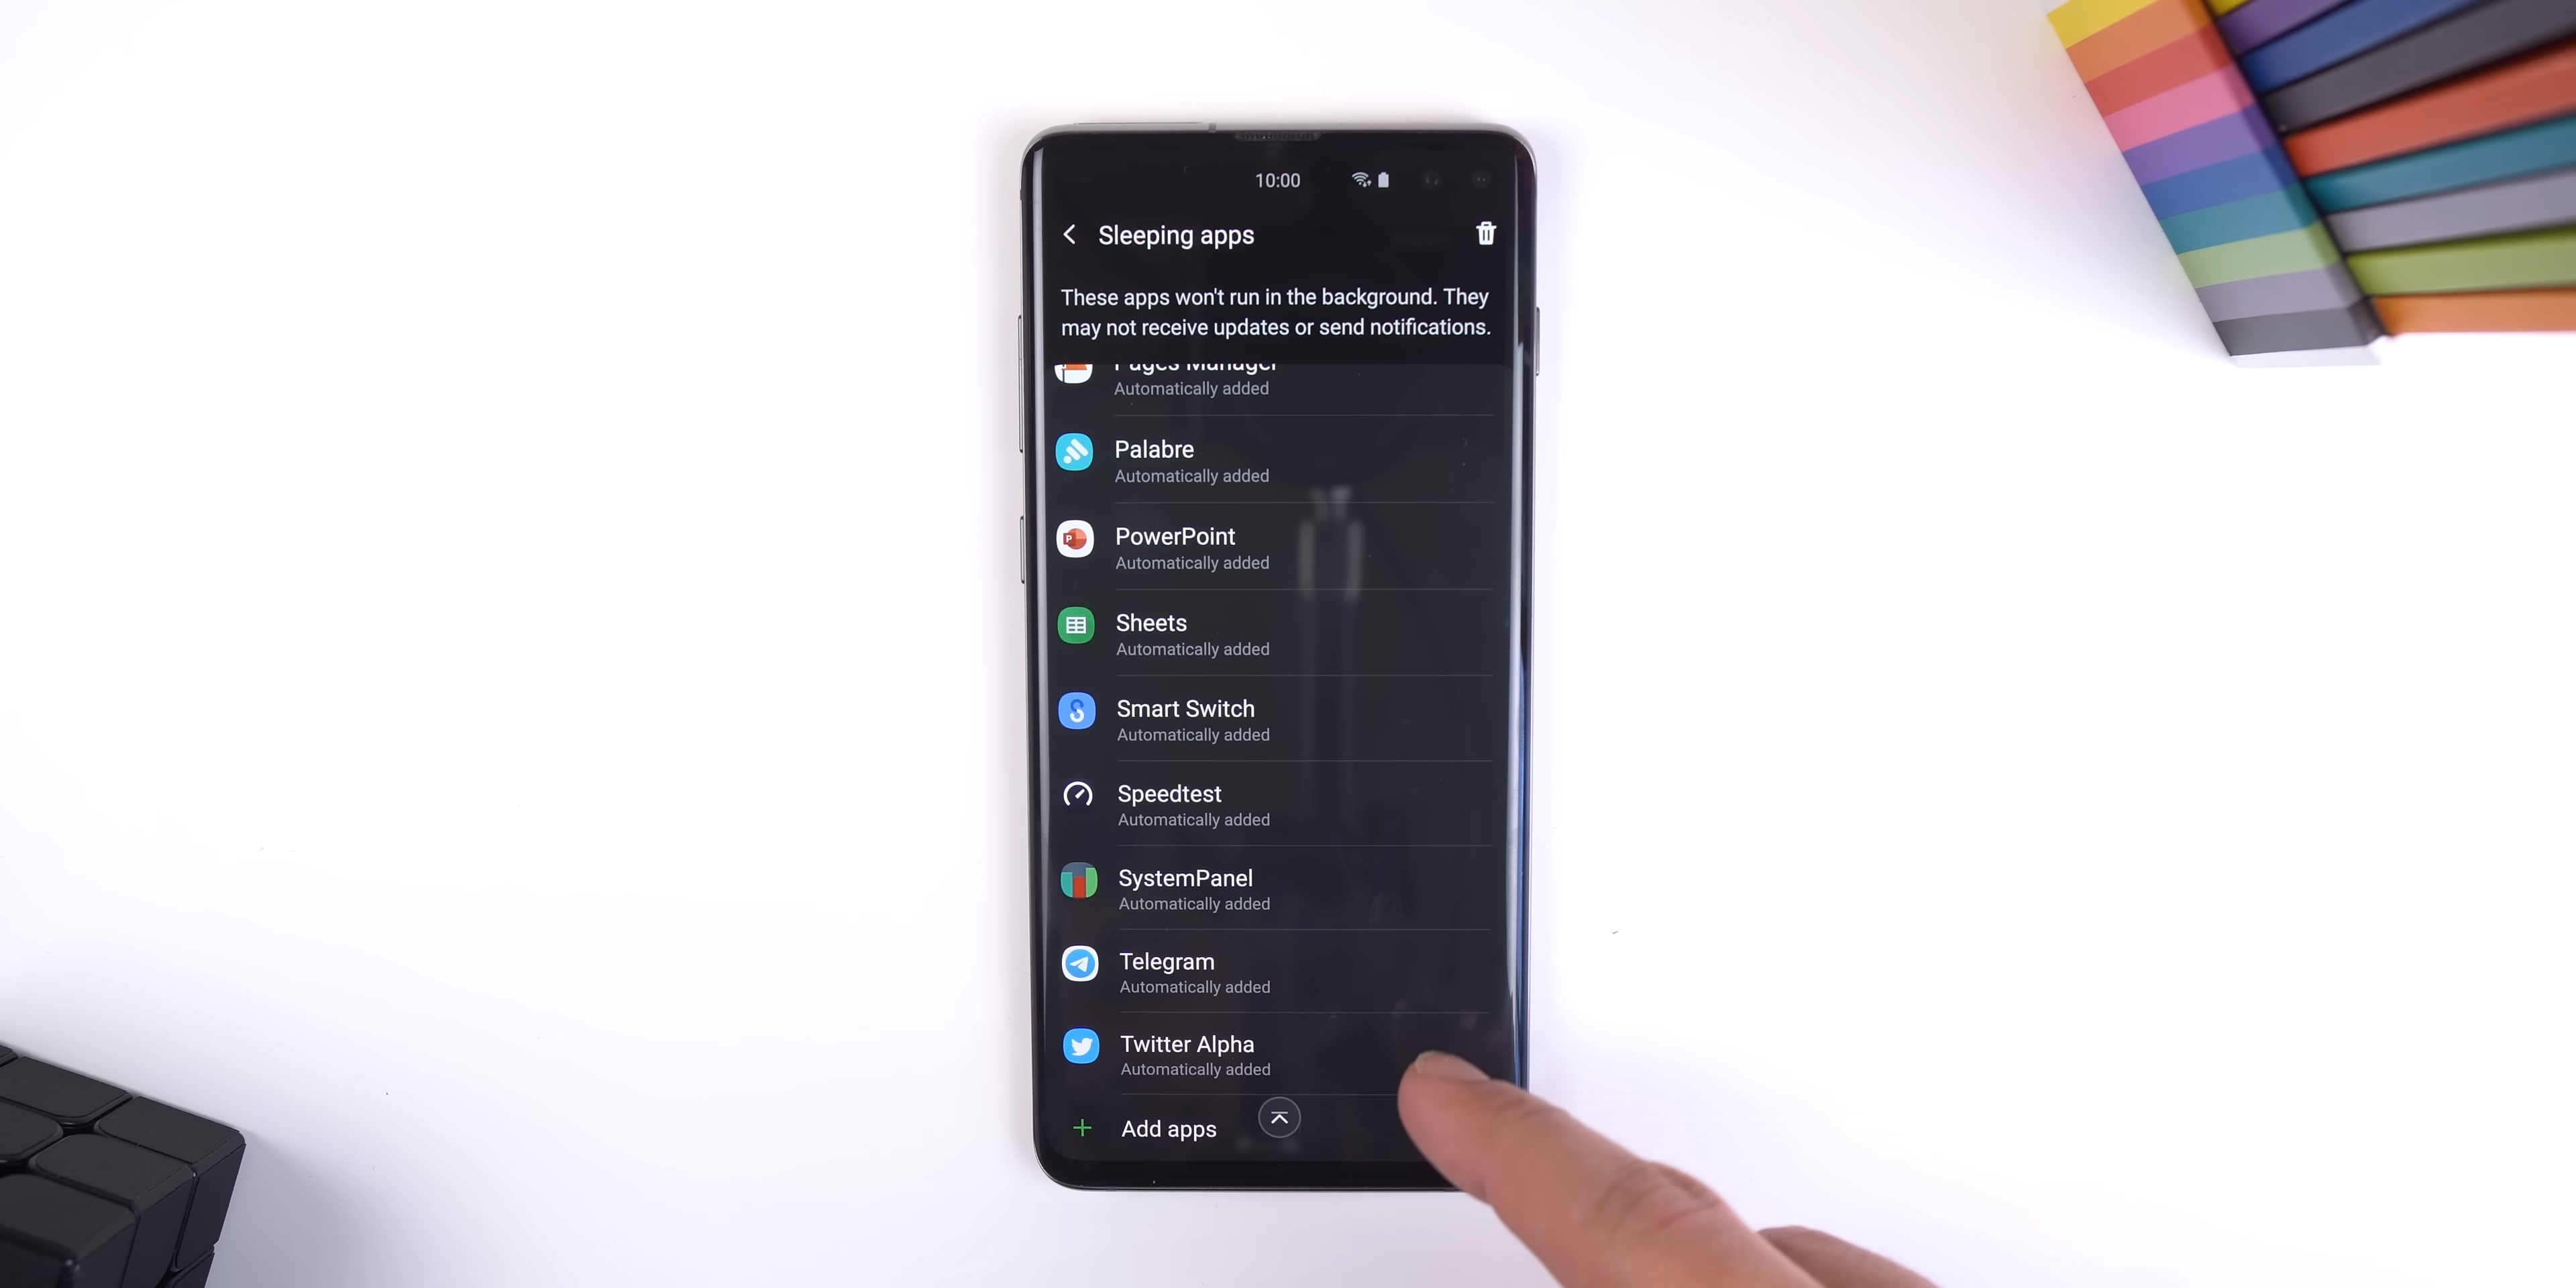 10:00
Sleeping apps
These apps won't run in the background. They
may not receive updates or send notifications.
Pages Manager
Automatically added
Palabre
Automatically added
P
PowerPoint
Automatically added
Sheets
Automatically added
Smart Switch
Automatically added
Speedtest
Automatically added
SystemPanel
Automatically added
Telegram
Automatically added
Twitter Alpha
Automatically added
Add apps